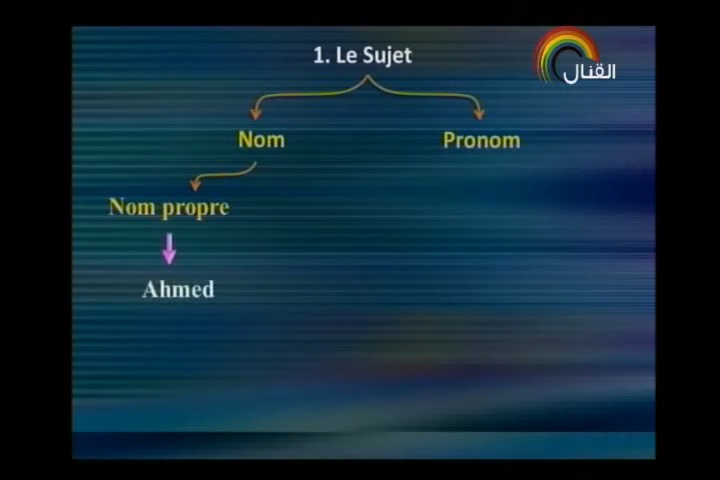 1. Le Sujet
القنال
Nom
Pronom
Nom propre
Ahmed